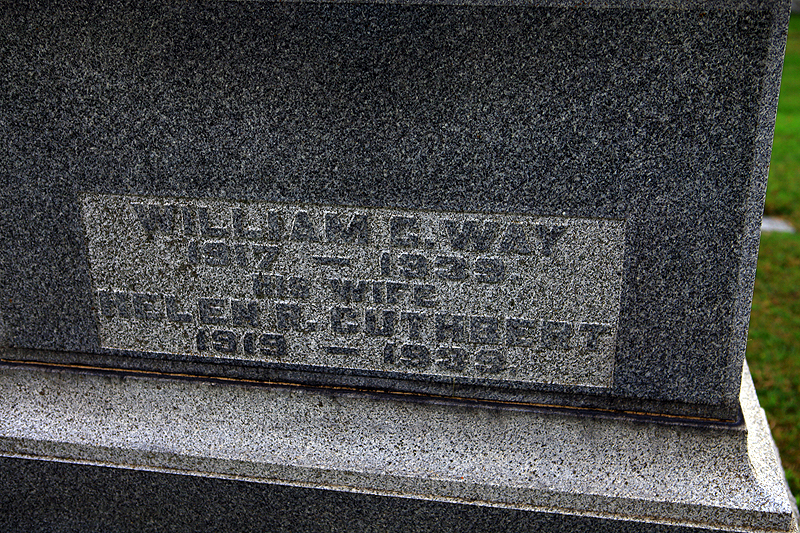 WILLIAM C. WAY
1917 — 1939
HIS WIFE
HELEN R. CUTHBERT
1919 — 1939